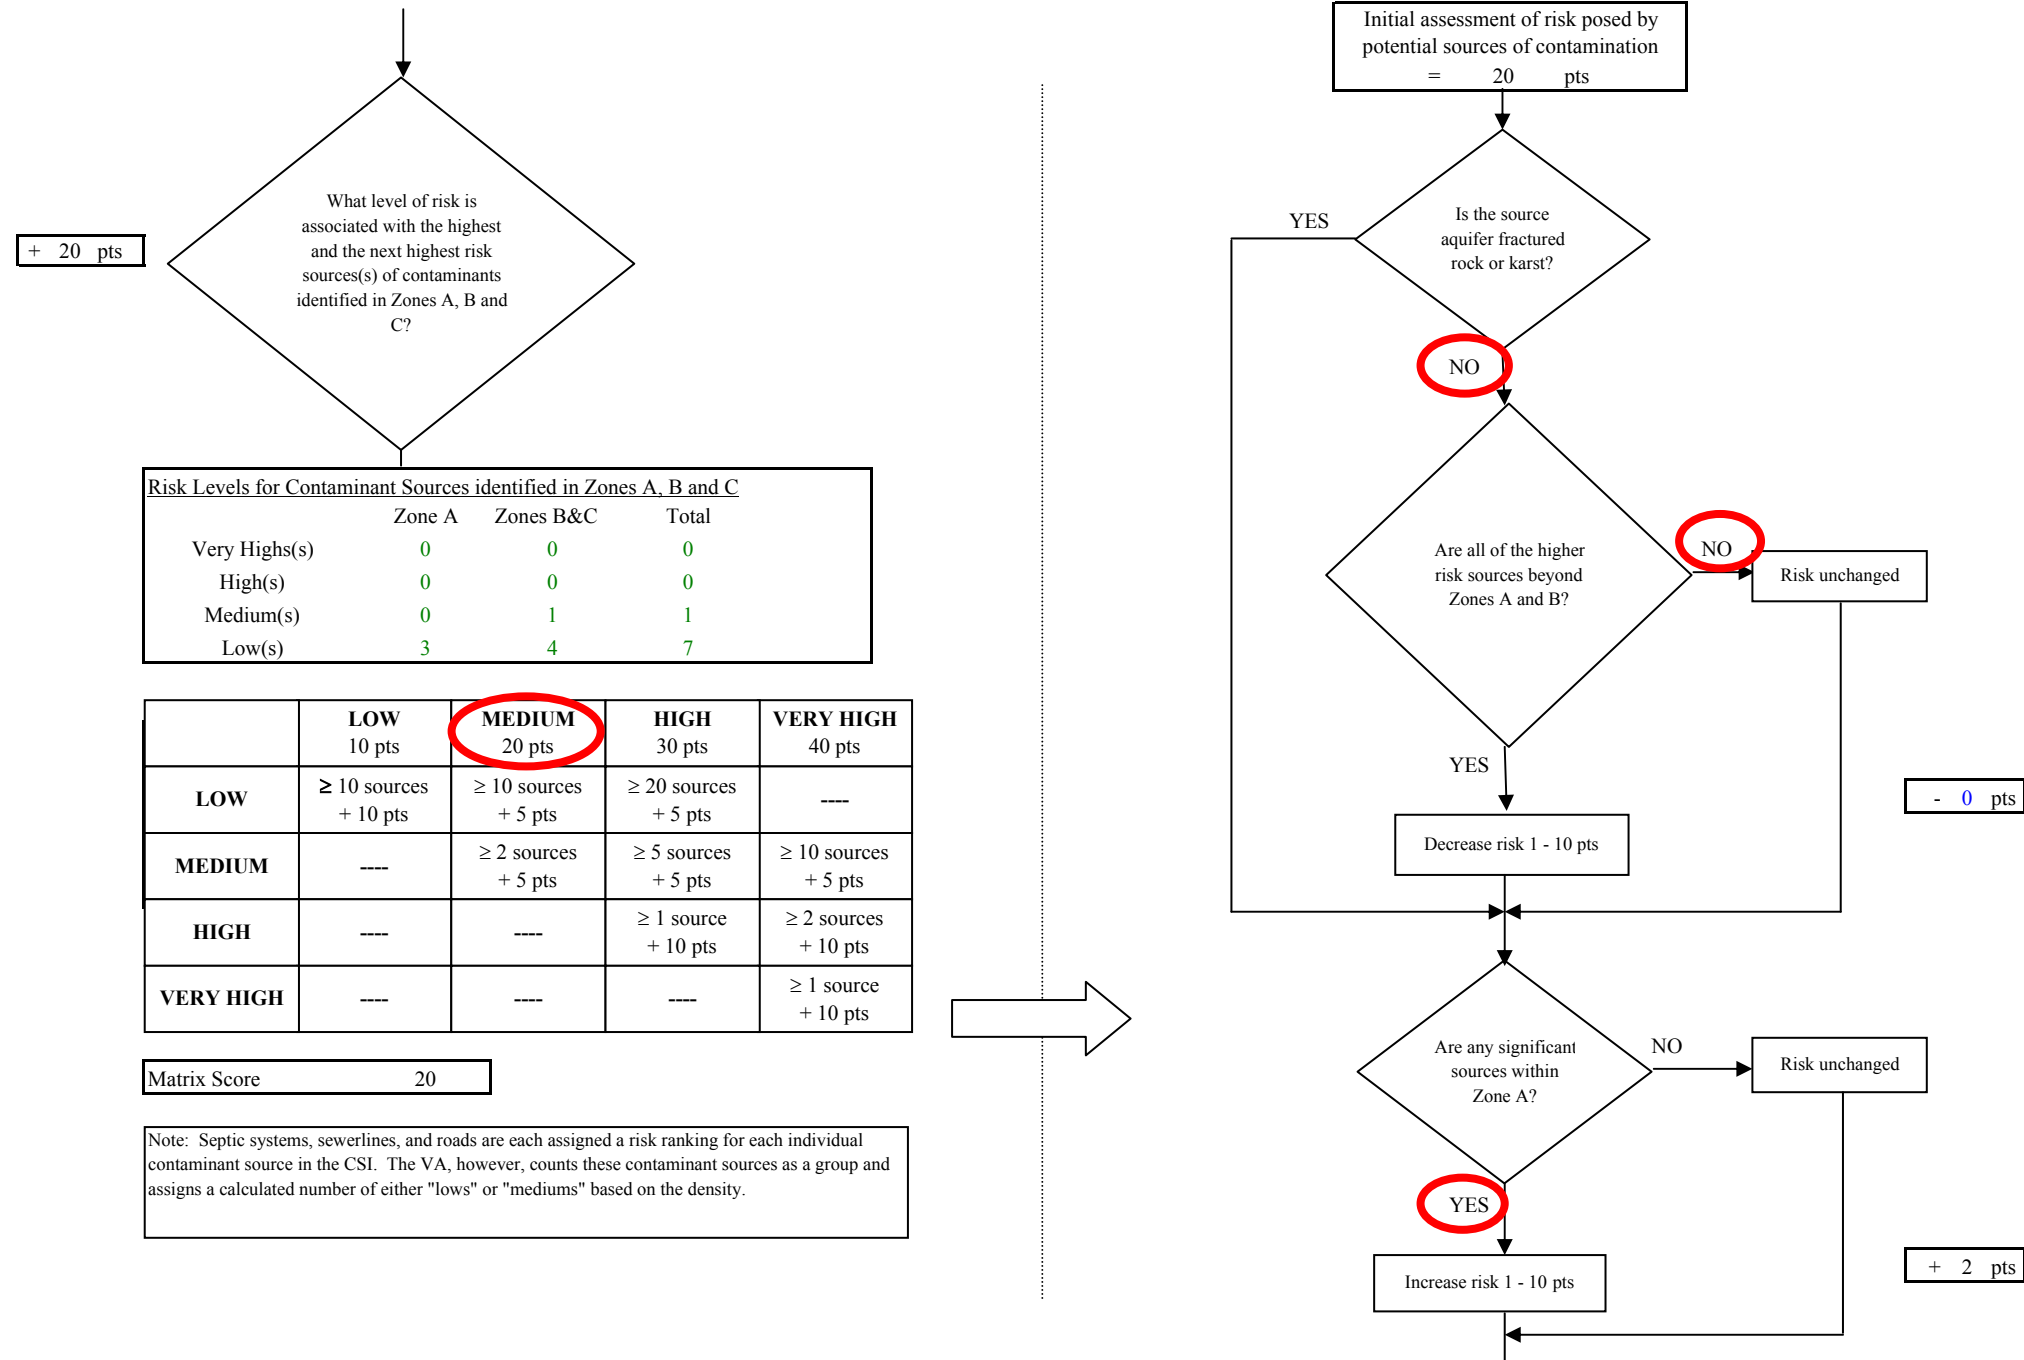 What level of risk is
associated with the highest
and the next highest risk
sources(s) of contaminants
identified in Zones A, B and
C?
+ 20 pts
Risk Levels for Contaminant Sources identified in Zones A, B and C
Zone A Zones B&C Total
Very Highs(s) 0 0 0
High(s) 0 0 0
Medium(s) 0 1 1
Low(s) 3 4 7
LOW MEDIUM HIGH VERY HIGH
10 pts 20 pts 30 pts 40 pts
LOW ≥ 10 sources ≥ 10 sources ≥ 20 sources ----
+ 10 pts + 5 pts + 5 pts
MEDIUM ---- ≥ 2 sources ≥ 5 sources ≥ 10 sources
+ 5 pts + 5 pts + 5 pts
HIGH ---- ---- ≥ 1 source ≥ 2 sources
+ 10 pts + 10 pts
VERY HIGH ---- ---- ---- ≥ 1 source
+ 10 pts
Matrix Score 20
Note: Septic systems, sewerlines, and roads are each assigned a risk ranking for each individual
contaminant source in the CSI. The VA, however, counts these contaminant sources as a group and
assigns a calculated number of either "lows" or "mediums" based on the density.
Initial assessment of risk posed by
potential sources of contamination
= 20 pts
Is the source
aquifer fractured
rock or karst?
YES
NO
Are all of the higher
risk sources beyond
Zones A and B?
NO
Risk unchanged
YES
Decrease risk 1 - 10 pts
- 0 pts
Are any significant
sources within
Zone A?
NO
Risk unchanged
YES
Increase risk 1 - 10 pts
+ 2 pts